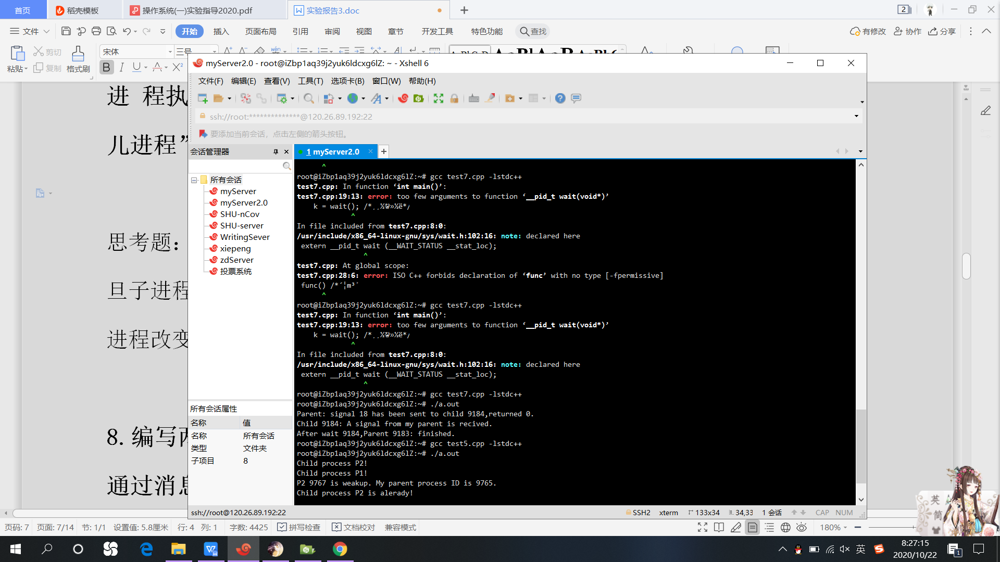 首页
稻壳模板
操作系统(一)实验指导2020.pdf
实验报告3.doc
2
文件
开始
插入
页面布局
引用
审阅
视图
章节
开发工具
特色功能
查找
有修改
协作
分享
粘贴
剪切
复制
格式刷
宋体
三号
进 程执
儿进程”
思考题:
旦子进程
进程改变
8. 编写两
通过消息
myServer2.0 - root@iZbp1aq39j2yuk6ldcxg6lZ: ~ - Xshell 6
文件(F) 编辑(E) 查看(V) 工具(T) 选项卡(B) 窗口(W) 帮助(H)
ssh://root:**************@120.26.89.192:22
要添加当前会话，点击左侧的箭头按钮。
会话管理器
1 myServer2.0
所有会话
myServer
myServer2.0
SHU-nCov
SHU-server
WritingSever
xiepeng
zdServer
投票系统
所有会话属性
名称 值
名称 所有会话
类型 文件夹
子项目 8
^
root@iZbp1aq39j2yuk6ldcxg6lZ:~# gcc test7.cpp -lstdc++
test7.cpp: In function ‘int main()’:
test7.cpp:19:13: error: too few arguments to function ‘__pid_t wait(void*)’
k = wait();
^
In file included from test7.cpp:8:0:
/usr/include/x86_64-linux-gnu/sys/wait.h:102:16: note: declared here
extern __pid_t wait (__WAIT_STATUS __stat_loc);
^
test7.cpp: At global scope:
test7.cpp:28:6: error: ISO C++ forbids declaration of ‘func’ with no type [-fpermissive]
func()
^
root@iZbp1aq39j2yuk6ldcxg6lZ:~# gcc test7.cpp -lstdc++
test7.cpp: In function ‘int main()’:
test7.cpp:19:13: error: too few arguments to function ‘__pid_t wait(void*)’
k = wait();
^
In file included from test7.cpp:8:0:
/usr/include/x86_64-linux-gnu/sys/wait.h:102:16: note: declared here
extern __pid_t wait (__WAIT_STATUS __stat_loc);
^
root@iZbp1aq39j2yuk6ldcxg6lZ:~# gcc test7.cpp -lstdc++
root@iZbp1aq39j2yuk6ldcxg6lZ:~# ./a.out
Parent: signal 18 has been sent to child 9184,returned 0.
Child 9184: A signal from my parent is recived.
After wait 9184,Parent 9183: finished.
root@iZbp1aq39j2yuk6ldcxg6lZ:~# gcc test5.cpp -lstdc++
root@iZbp1aq39j2yuk6ldcxg6lZ:~# ./a.out
Child process P2!
Child process P1!
P2 9767 is weakup. My parent process ID is 9765.
Child process P2 is alerady!
ssh://root@120.26.89.192:22
SSH2 xterm 133x34 34,33 1 会话 CAP NUM
页码: 7 页面: 7/14 节: 1/1 设置值: 5.8厘米 行: 4 列: 1 字数: 4425 拼写检查 文档校对 兼容模式
180%
英
简
英
8:27:15
2020/10/22
1